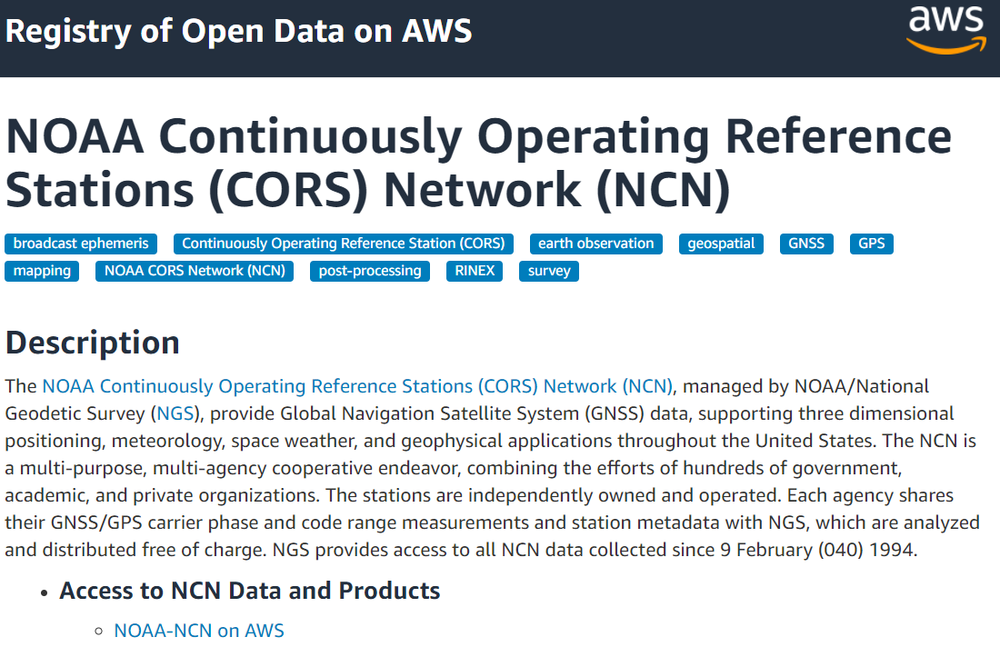 Registry of Open Data on AWS
aws
NOAA Continuously Operating Reference
Stations (CORS) Network (NCN)
broadcast ephemeris Continuously Operating Reference Station (CORS) earth observation geospatial GNSS GPS
mapping NOAA CORS Network (NCN) post-processing RINEX survey
Description
The NOAA Continuously Operating Reference Stations (CORS) Network (NCN), managed by NOAA/National
Geodetic Survey (NGS), provide Global Navigation Satellite System (GNSS) data, supporting three dimensional
positioning, meteorology, space weather, and geophysical applications throughout the United States. The NCN is
a multi-purpose, multi-agency cooperative endeavor, combining the efforts of hundreds of government,
academic, and private organizations. The stations are independently owned and operated. Each agency shares
their GNSS/GPS carrier phase and code range measurements and station metadata with NGS, which are analyzed
and distributed free of charge. NGS provides access to all NCN data collected since 9 February (040) 1994.
• Access to NCN Data and Products
◦ NOAA-NCN on AWS